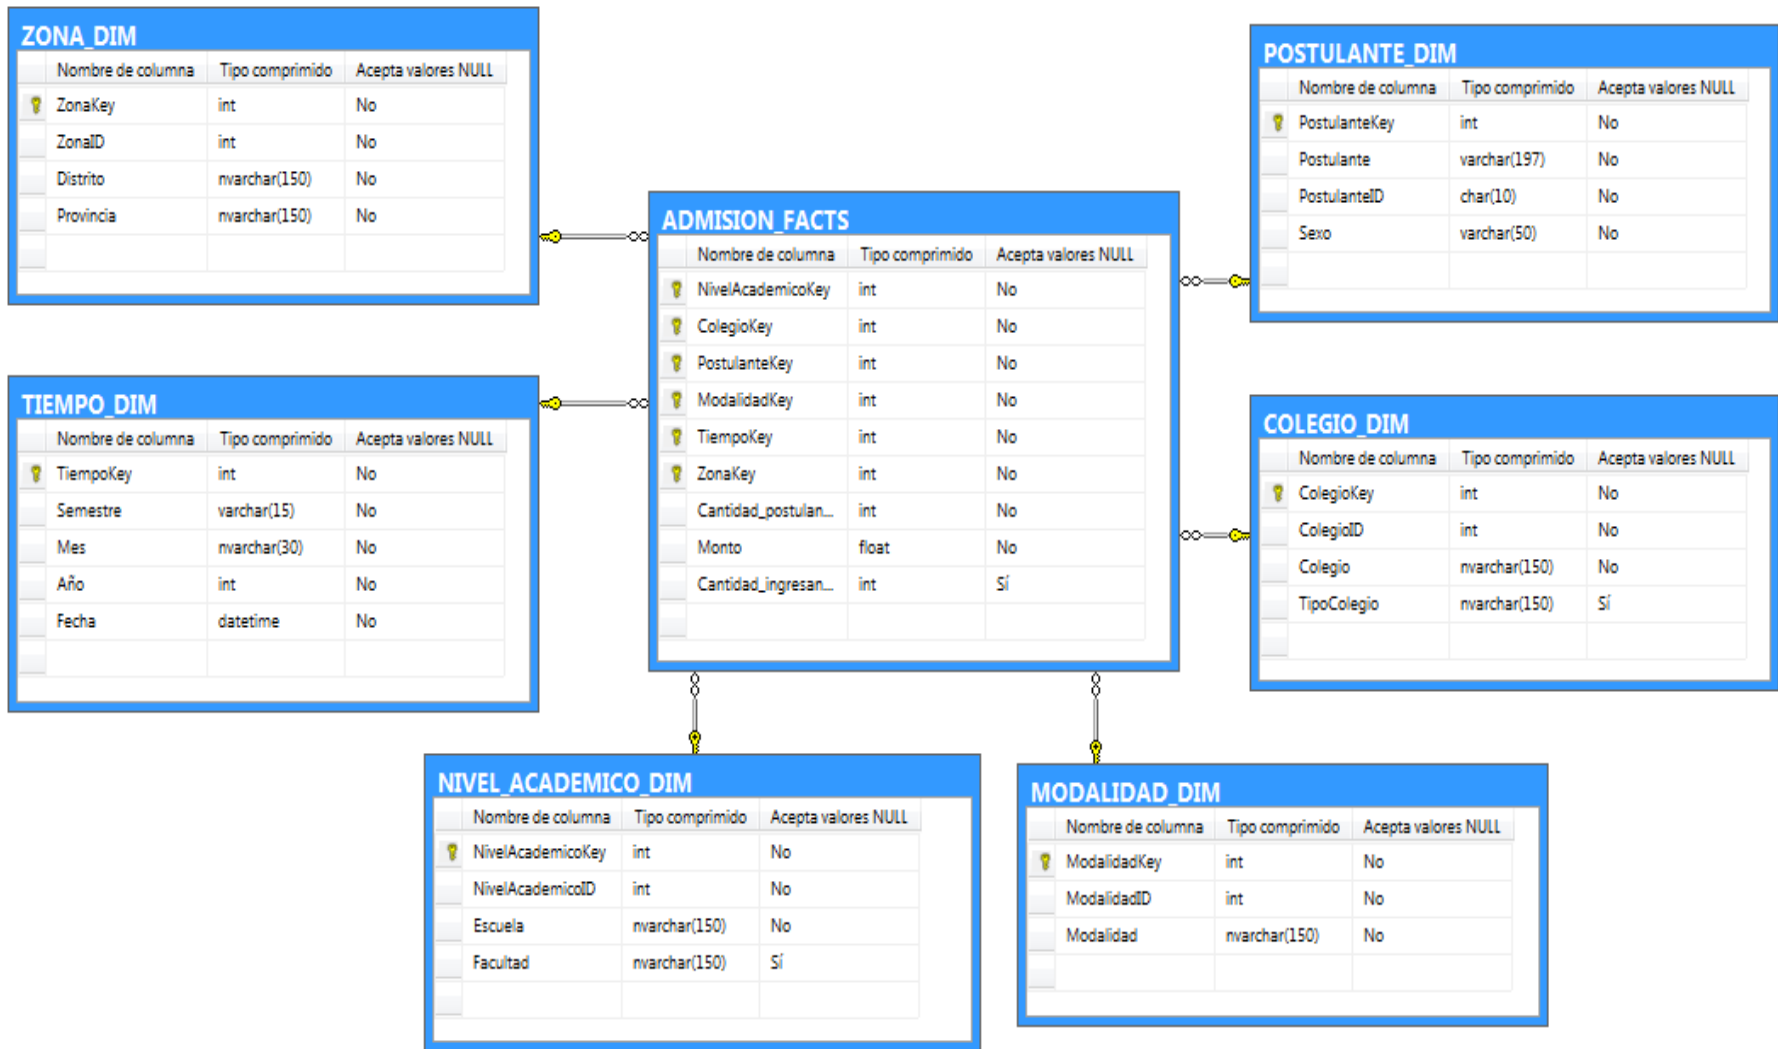 ZONA_DIM
Nombre de columna Tipo comprimido Acepta valores NULL
ZonaKey int No
ZonaID int No
Distrito nvarchar(150) No
Provincia nvarchar(150) No
POSTULANTE_DIM
Nombre de columna Tipo comprimido Acepta valores NULL
PostulanteKey int No
Postulante varchar(197) No
PostulanteID char(10) No
Sexo varchar(50) No
ADMISION_FACTS
Nombre de columna Tipo comprimido Acepta valores NULL
NivelAcademicoKey int No
ColegioKey int No
PostulanteKey int No
ModalidadKey int No
TiempoKey int No
ZonaKey int No
Cantidad_postulan... int No
Monto float No
Cantidad_ingresan... int Sí
TIEMPO_DIM
Nombre de columna Tipo comprimido Acepta valores NULL
TiempoKey int No
Semestre varchar(15) No
Mes nvarchar(30) No
Año int No
Fecha datetime No
COLEGIO_DIM
Nombre de columna Tipo comprimido Acepta valores NULL
ColegioKey int No
ColegioID int No
Colegio nvarchar(150) No
TipoColegio nvarchar(150) Sí
NIVEL_ACADEMICO_DIM
Nombre de columna Tipo comprimido Acepta valores NULL
NivelAcademicoKey int No
NivelAcademicoID int No
Escuela nvarchar(150) No
Facultad nvarchar(150) Sí
MODALIDAD_DIM
Nombre de columna Tipo comprimido Acepta valores NULL
ModalidadKey int No
ModalidadID int No
Modalidad nvarchar(150) No